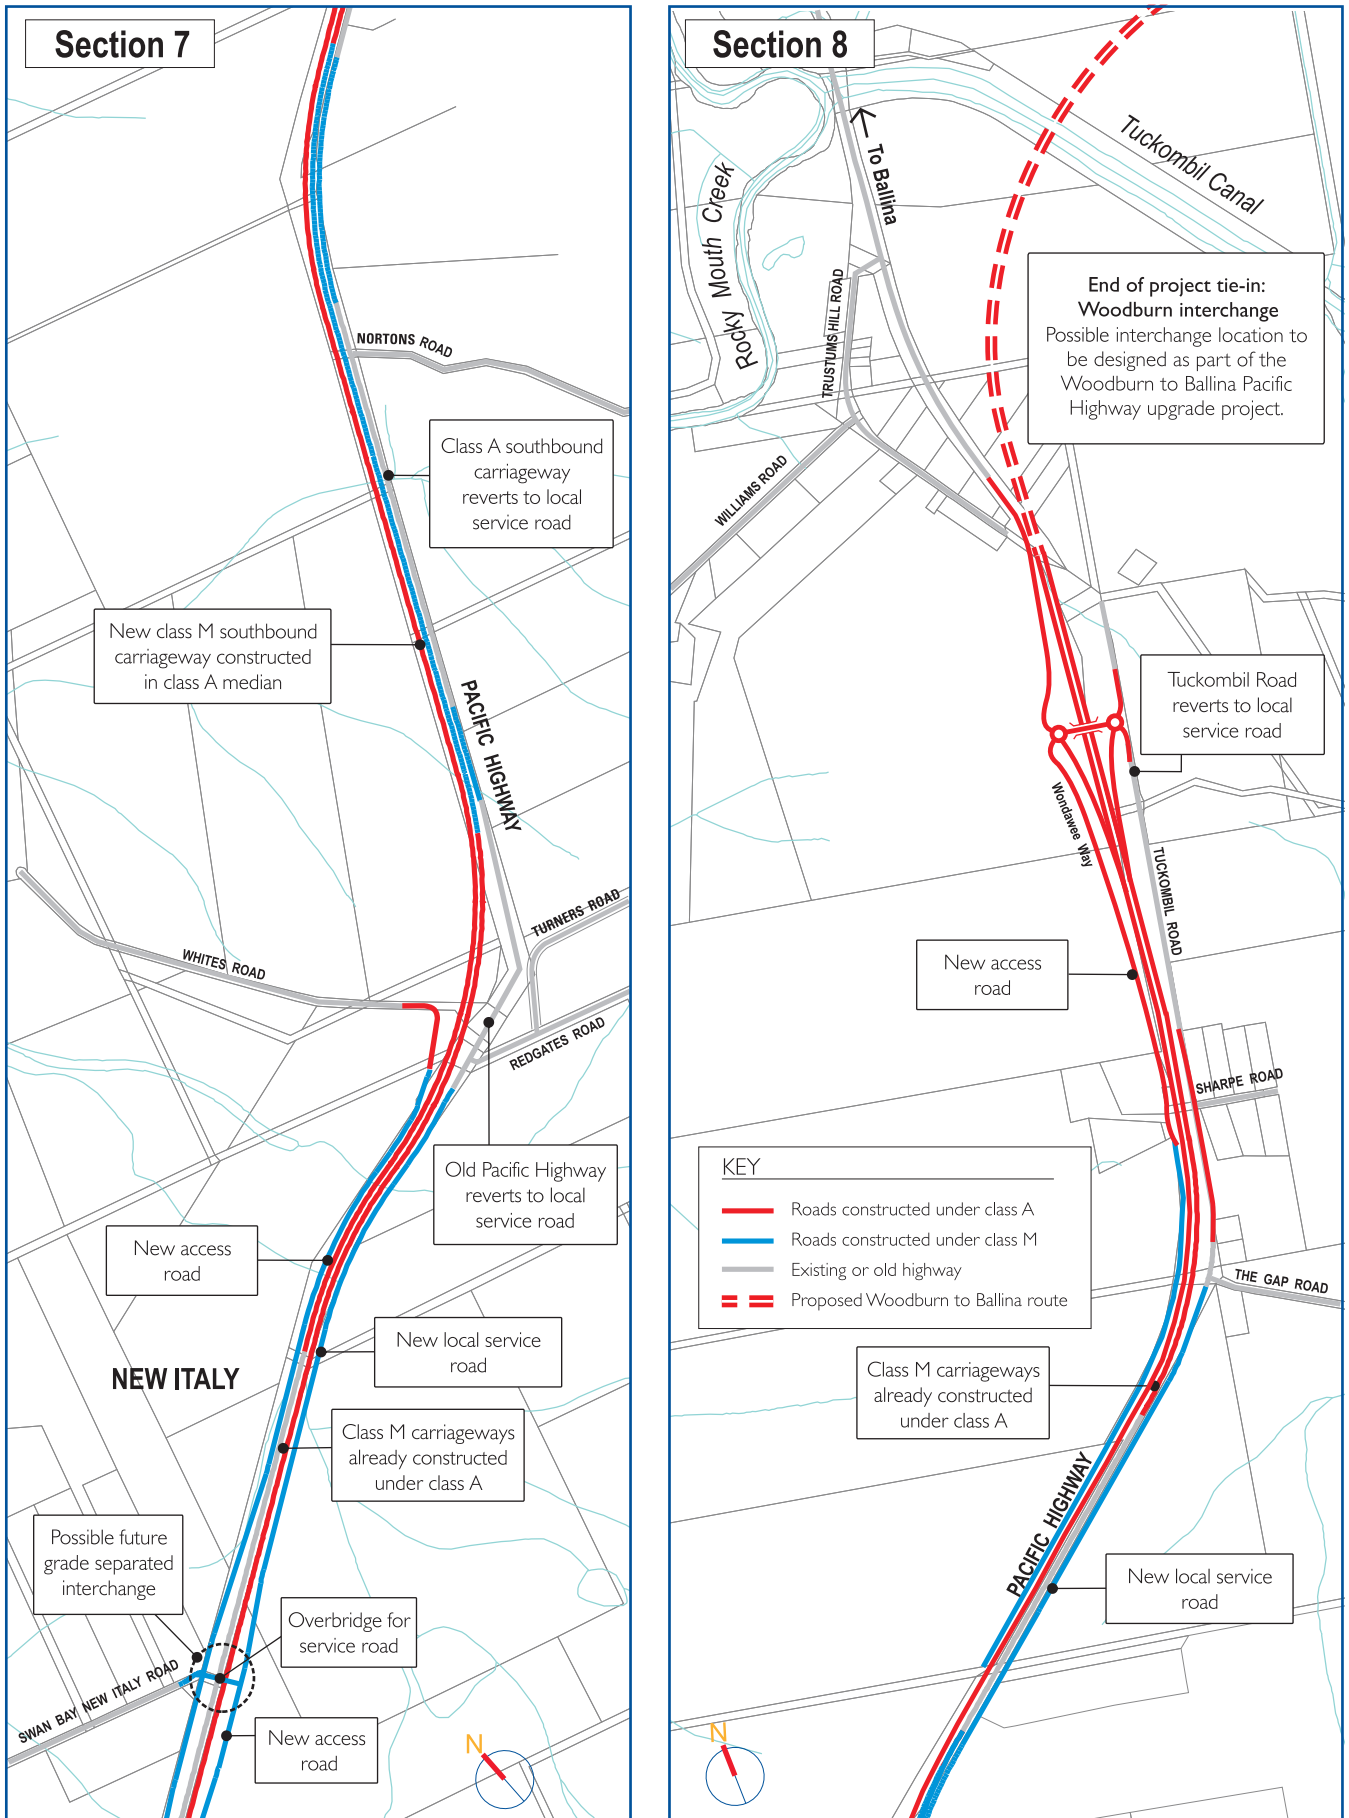 Section 7
NORTONS ROAD
Class A southbound
carriageway
reverts to local
service road
New class M southbound
carriageway constructed
in class A median
PACIFIC HIGHWAY
TURNERS ROAD
WHITES ROAD
REDGATES ROAD
Old Pacific Highway
reverts to local
service road
New access
road
New local service
road
NEW ITALY
Class M carriageways
already constructed
under class A
Possible future
grade separated
interchange
Overbridge for
service road
SWAN BAY NEW ITALY ROAD
New access
road
N
Section 8
Tuckombil Canal
To Ballina
Rocky Mouth Creek
End of project tie-in:
Woodburn interchange
Possible interchange location to
be designed as part of the
Woodburn to Ballina Pacific
Highway upgrade project.
TRUSTUMS HILL ROAD
WILLIAMS ROAD
Tuckombil Road
reverts to local
service road
Wondawee Way
TUCKOMBIL ROAD
New access
road
SHARPE ROAD
KEY
Roads constructed under class A
Roads constructed under class M
Existing or old highway
Proposed Woodburn to Ballina route
THE GAP ROAD
Class M carriageways
already constructed
under class A
PACIFIC HIGHWAY
New local service
road
N